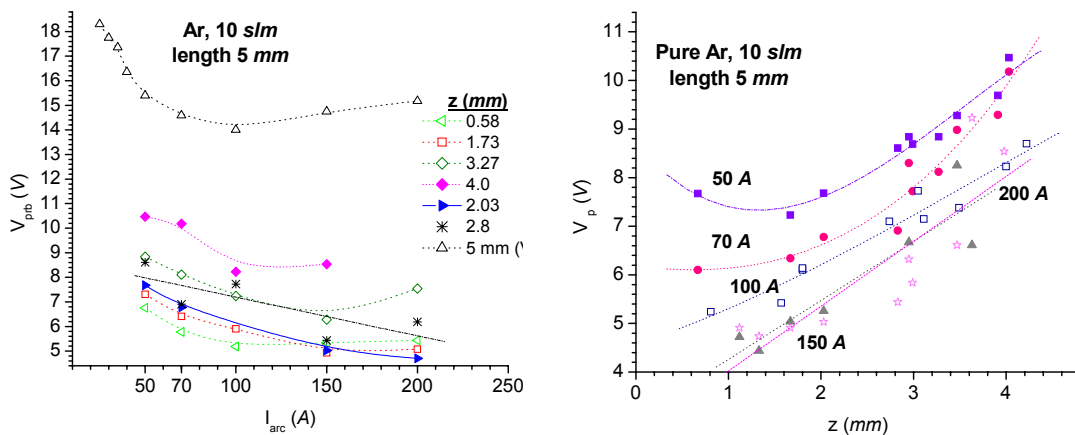 Ar, 10 slm
length 5 mm
18
17
16
15
14
13
12
11
10
9
8
7
6
5
V_prb (V)
50
70
100
150
200
250
I_arc (A)
z (mm)
0.58
1.73
3.27
4.0
2.03
2.8
5 mm (V
Pure Ar, 10 slm
length 5 mm
11
10
9
8
7
6
5
4
V_p (V)
50 A
70 A
100 A
150 A
200 A
0
1
2
3
4
z (mm)